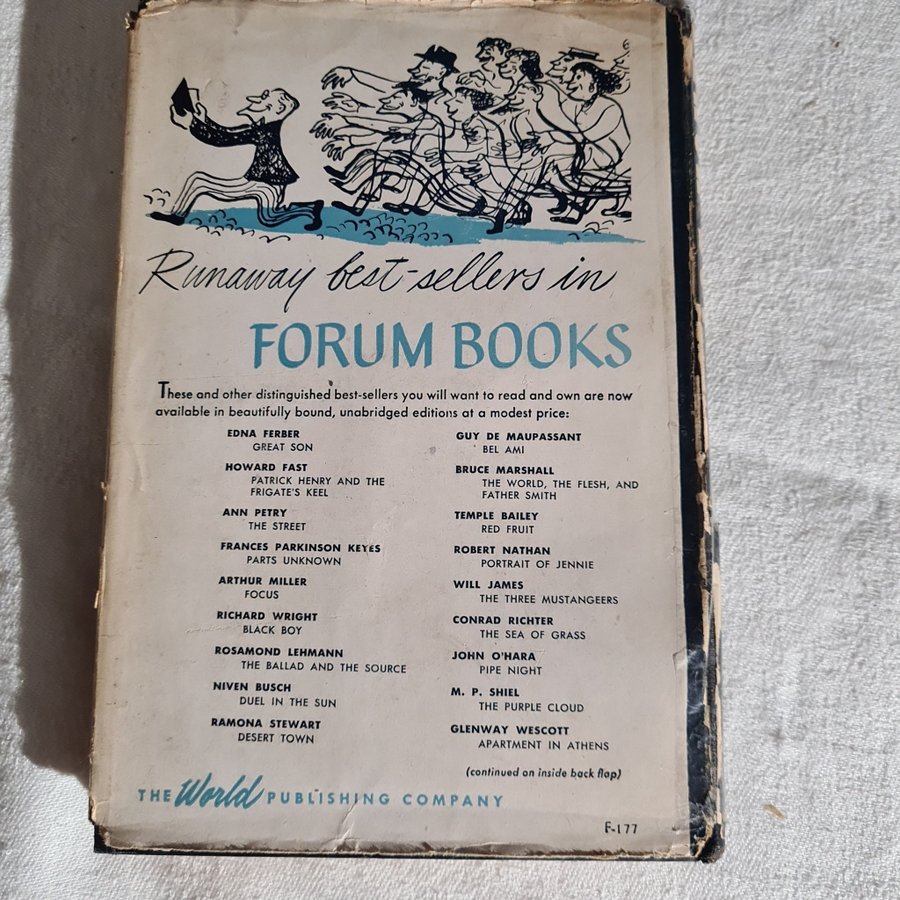 Runaway best-sellers in
FORUM BOOKS
These and other distinguished best-sellers you will want to read and own are now
available in beautifully bound, unabridged editions at a modest price:
EDNA FERBER
GREAT SON
HOWARD FAST
PATRICK HENRY AND THE
FRIGATE'S KEEL
ANN PETRY
THE STREET
FRANCES PARKINSON KEYES
PARTS UNKNOWN
ARTHUR MILLER
FOCUS
RICHARD WRIGHT
BLACK BOY
ROSAMOND LEHMANN
THE BALLAD AND THE SOURCE
NIVEN BUSCH
DUEL IN THE SUN
RAMONA STEWART
DESERT TOWN
GUY DE MAUPASSANT
BEL AMI
BRUCE MARSHALL
THE WORLD, THE FLESH, AND
FATHER SMITH
TEMPLE BAILEY
RED FRUIT
ROBERT NATHAN
PORTRAIT OF JENNIE
WILL JAMES
THE THREE MUSTANGEERS
CONRAD RICHTER
THE SEA OF GRASS
JOHN O'HARA
PIPE NIGHT
M. P. SHIEL
THE PURPLE CLOUD
GLENWAY WESCOTT
APARTMENT IN ATHENS
(continued on inside back flap)
THE World PUBLISHING COMPANY
F-177